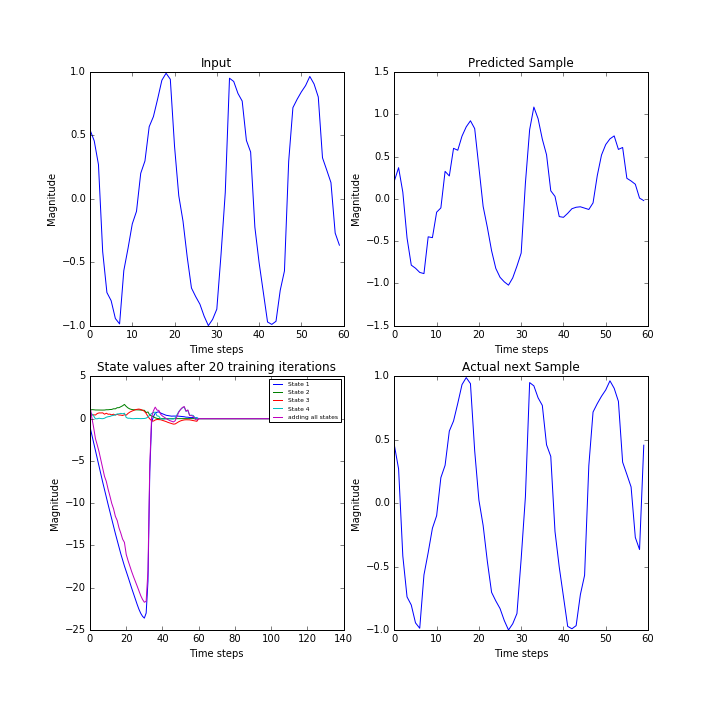 Input
1.0
0.5
0.0
−0.5
−1.0
Magnitude
0 10 20 30 40 50 60
Time steps
Predicted Sample
1.5
1.0
0.5
0.0
−0.5
−1.0
−1.5
Magnitude
0 10 20 30 40 50 60
Time steps
State values after 20 training iterations
5
0
−5
−10
−15
−20
−25
Magnitude
State 1
State 2
State 3
State 4
adding all states
0 20 40 60 80 100 120 140
Time steps
Actual next Sample
1.0
0.5
0.0
−0.5
−1.0
Magnitude
0 10 20 30 40 50 60
Time steps